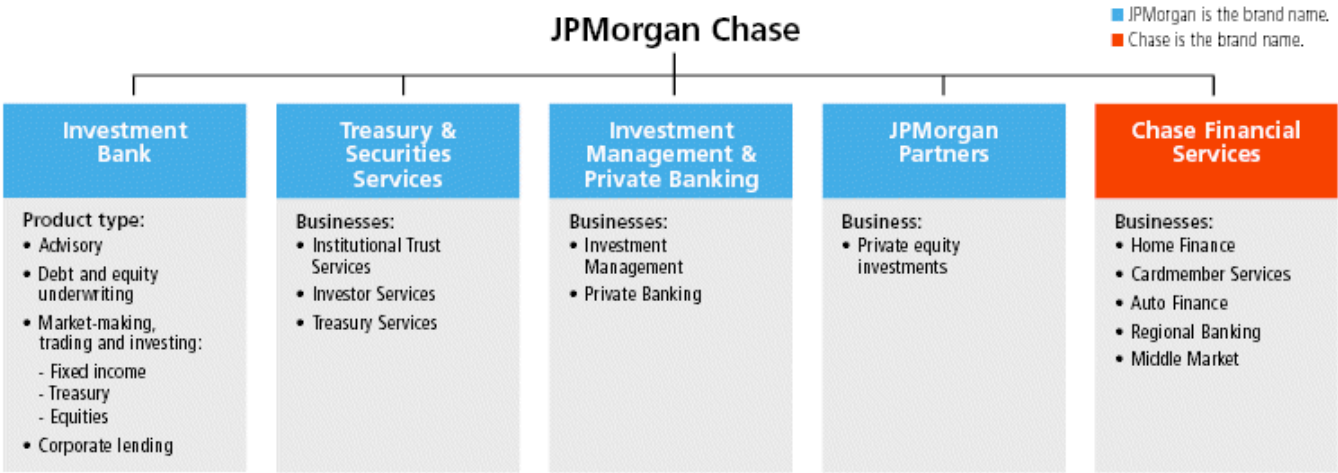 JPMorgan Chase
JPMorgan is the brand name.
Chase is the brand name.
Investment
Bank
Product type:
• Advisory
• Debt and equity
underwriting
• Market-making,
trading and investing:
- Fixed income
- Treasury
- Equities
• Corporate lending
Treasury &
Securities
Services
Businesses:
• Institutional Trust
Services
• Investor Services
• Treasury Services
Investment
Management &
Private Banking
Businesses:
• Investment
Management
• Private Banking
JPMorgan
Partners
Business:
• Private equity
investments
Chase Financial
Services
Businesses:
• Home Finance
• Cardmember Services
• Auto Finance
• Regional Banking
• Middle Market